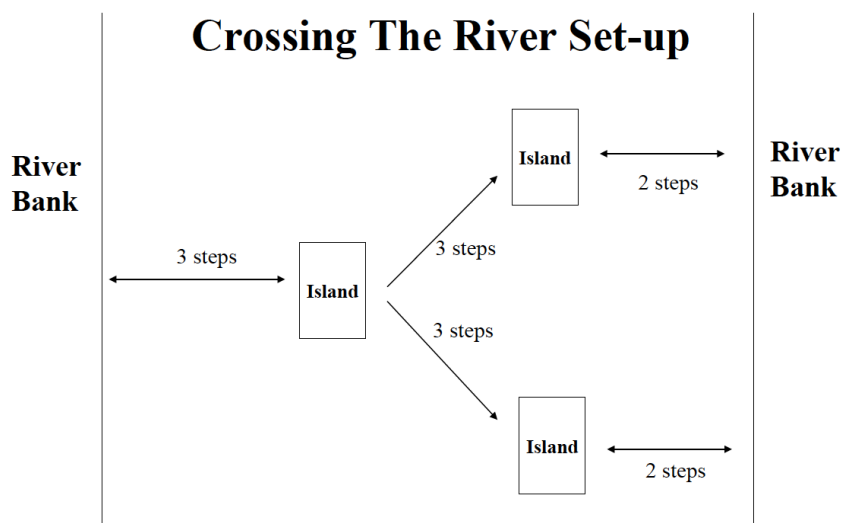 Crossing The River Set-up
River
Bank
Island
2 steps
River
Bank
3 steps
3 steps
Island
3 steps
Island
2 steps